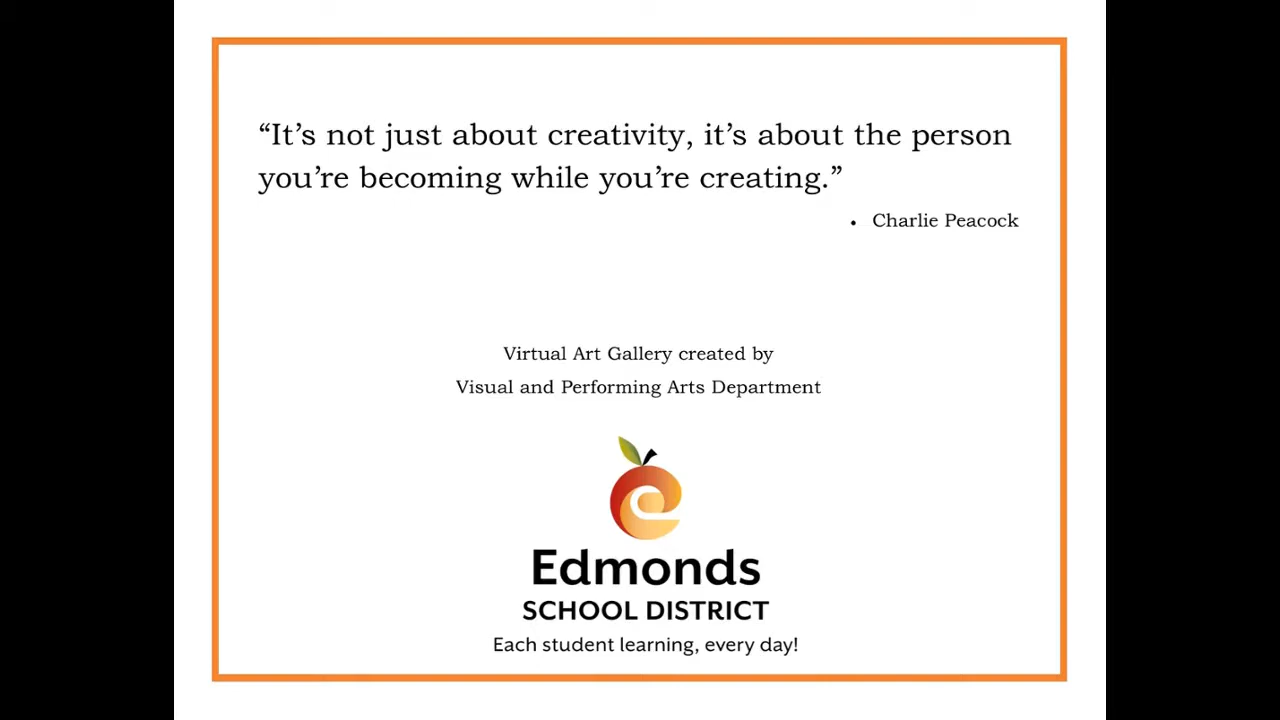 “It’s not just about creativity, it’s about the person
you’re becoming while you’re creating.”
• Charlie Peacock
Virtual Art Gallery created by
Visual and Performing Arts Department
Edmonds
SCHOOL DISTRICT
Each student learning, every day!